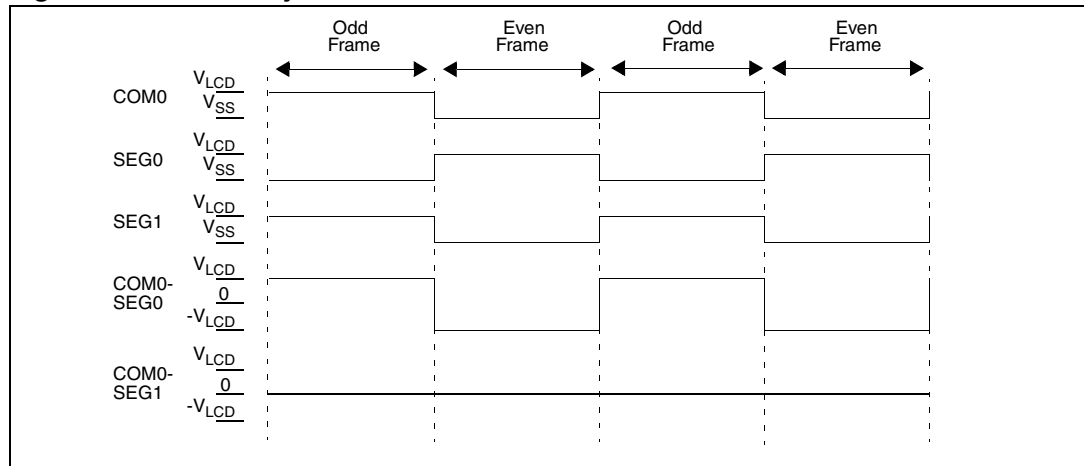 Odd Frame
Even Frame
Odd Frame
Even Frame
COM0
VLCD
VSS
SEG0
VLCD
VSS
SEG1
VLCD
VSS
COM0-
SEG0
VLCD
0
-VLCD
COM0-
SEG1
VLCD
0
-VLCD